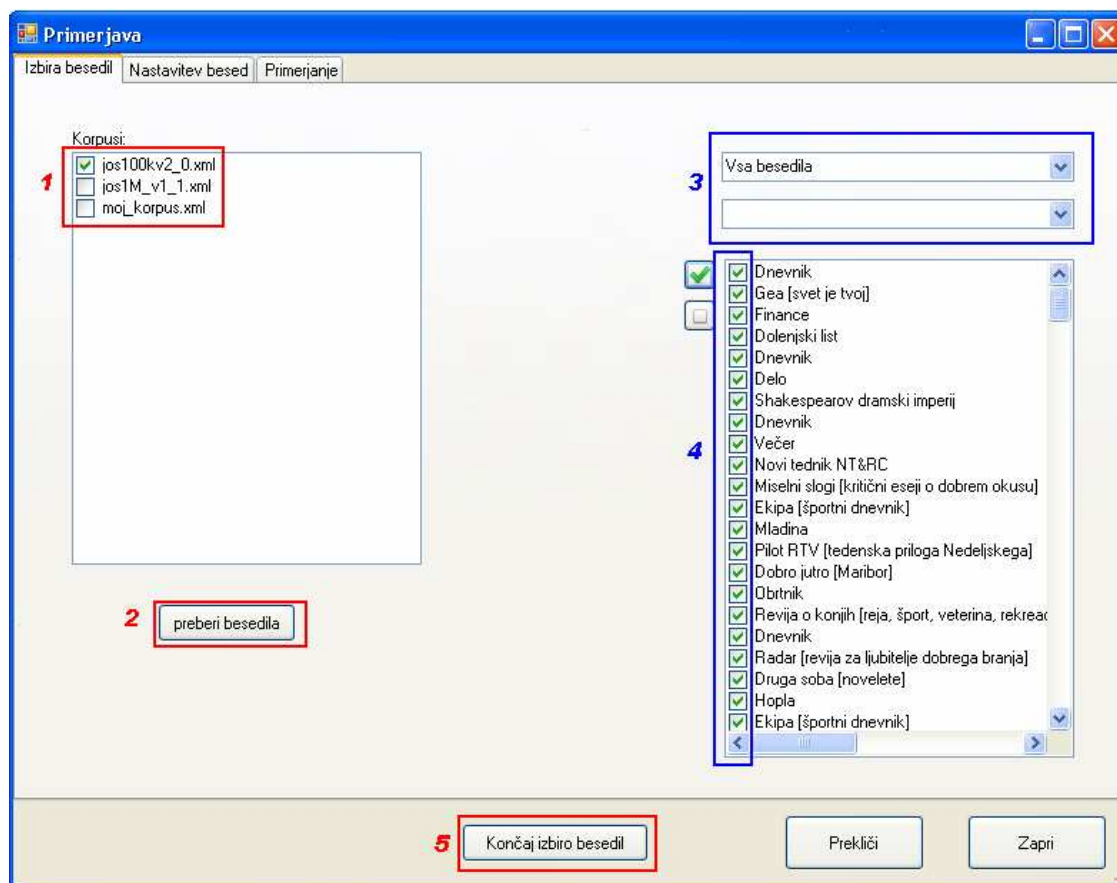 Primerjava
Izbira besedil Nastavitev besed Primerjanje
Korpusi:
1
jos100kv2_0.xml
jos1M_v1_1.xml
moj_korpus.xml
2
preberi besedila
3
Vsa besedila
4
Dnevnik
Gea [svet je tvoj]
Finance
Dolenjski list
Dnevnik
Delo
Shakespearov dramski imperij
Dnevnik
Večer
Novi tednik NT&RC
Miselni slogi [kritični eseji o dobrem okusu]
Ekipa [športni dnevnik]
Mladina
Pilot RTV [tedenska priloga Nedeljskega]
Dobro jutro [Maribor]
Obrtnik
Revija o konjih [reja, šport, veterina, rekreac
Dnevnik
Radar [revija za ljubitelje dobrega branja]
Druga soba [novelete]
Hopla
Ekipa [športni dnevnik]
5
Končaj izbiro besedil
Prekliči
Zapri